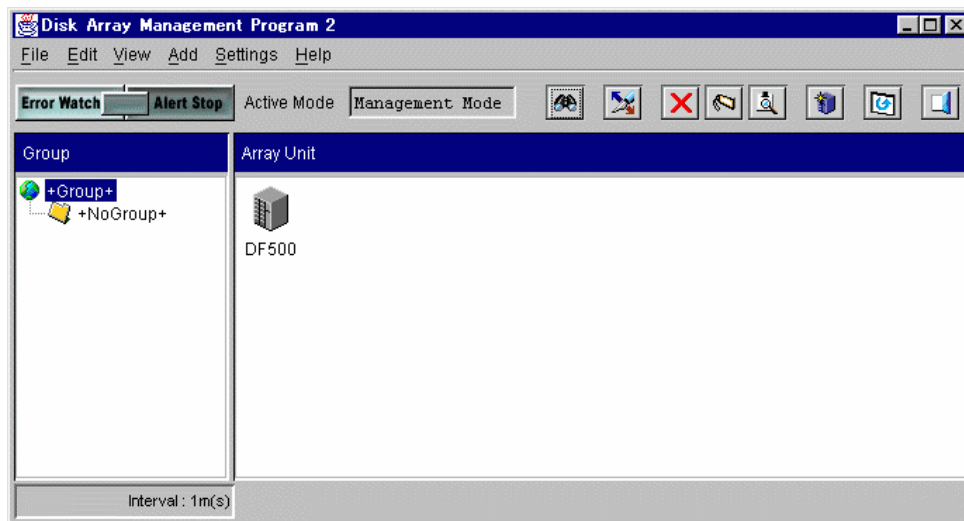 Disk Array Management Program 2
File Edit View Add Settings Help
Error Watch Alert Stop Active Mode Management Mode
Group Array Unit
+Group+
+NoGroup+
DF500
Interval : 1m(s)